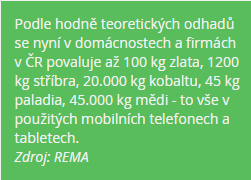 Podle hodně teoretických odhadů
se nyní v domácnostech a firmách
v ČR povaluje až 100 kg zlata, 1200
kg stříbra, 20.000 kg kobaltu, 45 kg
paladia, 45.000 kg mědi - to vše v
použitých mobilních telefonech a
tabletech.
Zdroj: REMA